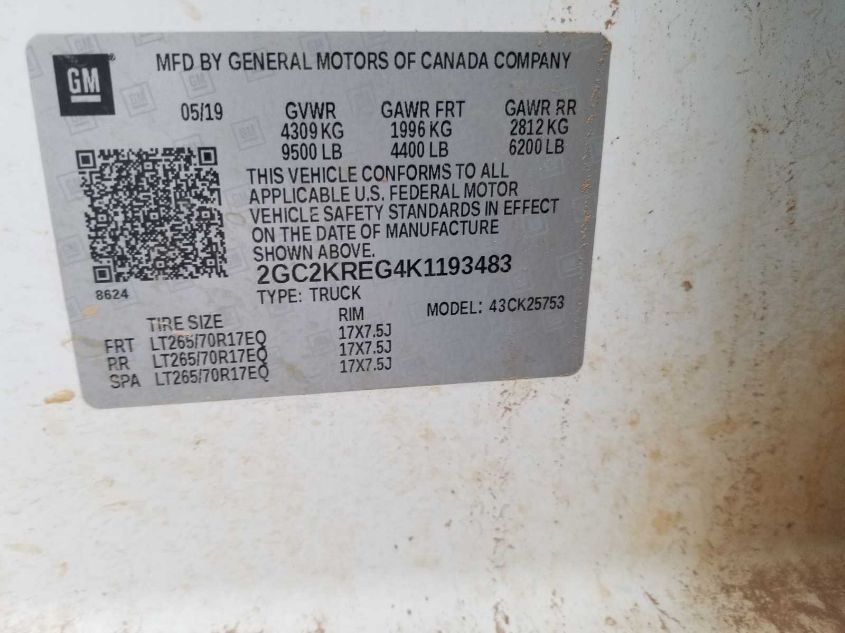 GM
MFD BY GENERAL MOTORS OF CANADA COMPANY
05/19 GVWR GAWR FRT GAWR RR
4309 KG 1996 KG 2812 KG
9500 LB 4400 LB 6200 LB
THIS VEHICLE CONFORMS TO ALL
APPLICABLE U.S. FEDERAL MOTOR
VEHICLE SAFETY STANDARDS IN EFFECT
ON THE DATE OF MANUFACTURE
SHOWN ABOVE.
2GC2KREG4K1193483
8624
TYPE: TRUCK MODEL: 43CK25753
TIRE SIZE RIM
FRT LT265/70R17EQ 17X7.5J
RR LT265/70R17EQ 17X7.5J
SPA LT265/70R17EQ 17X7.5J